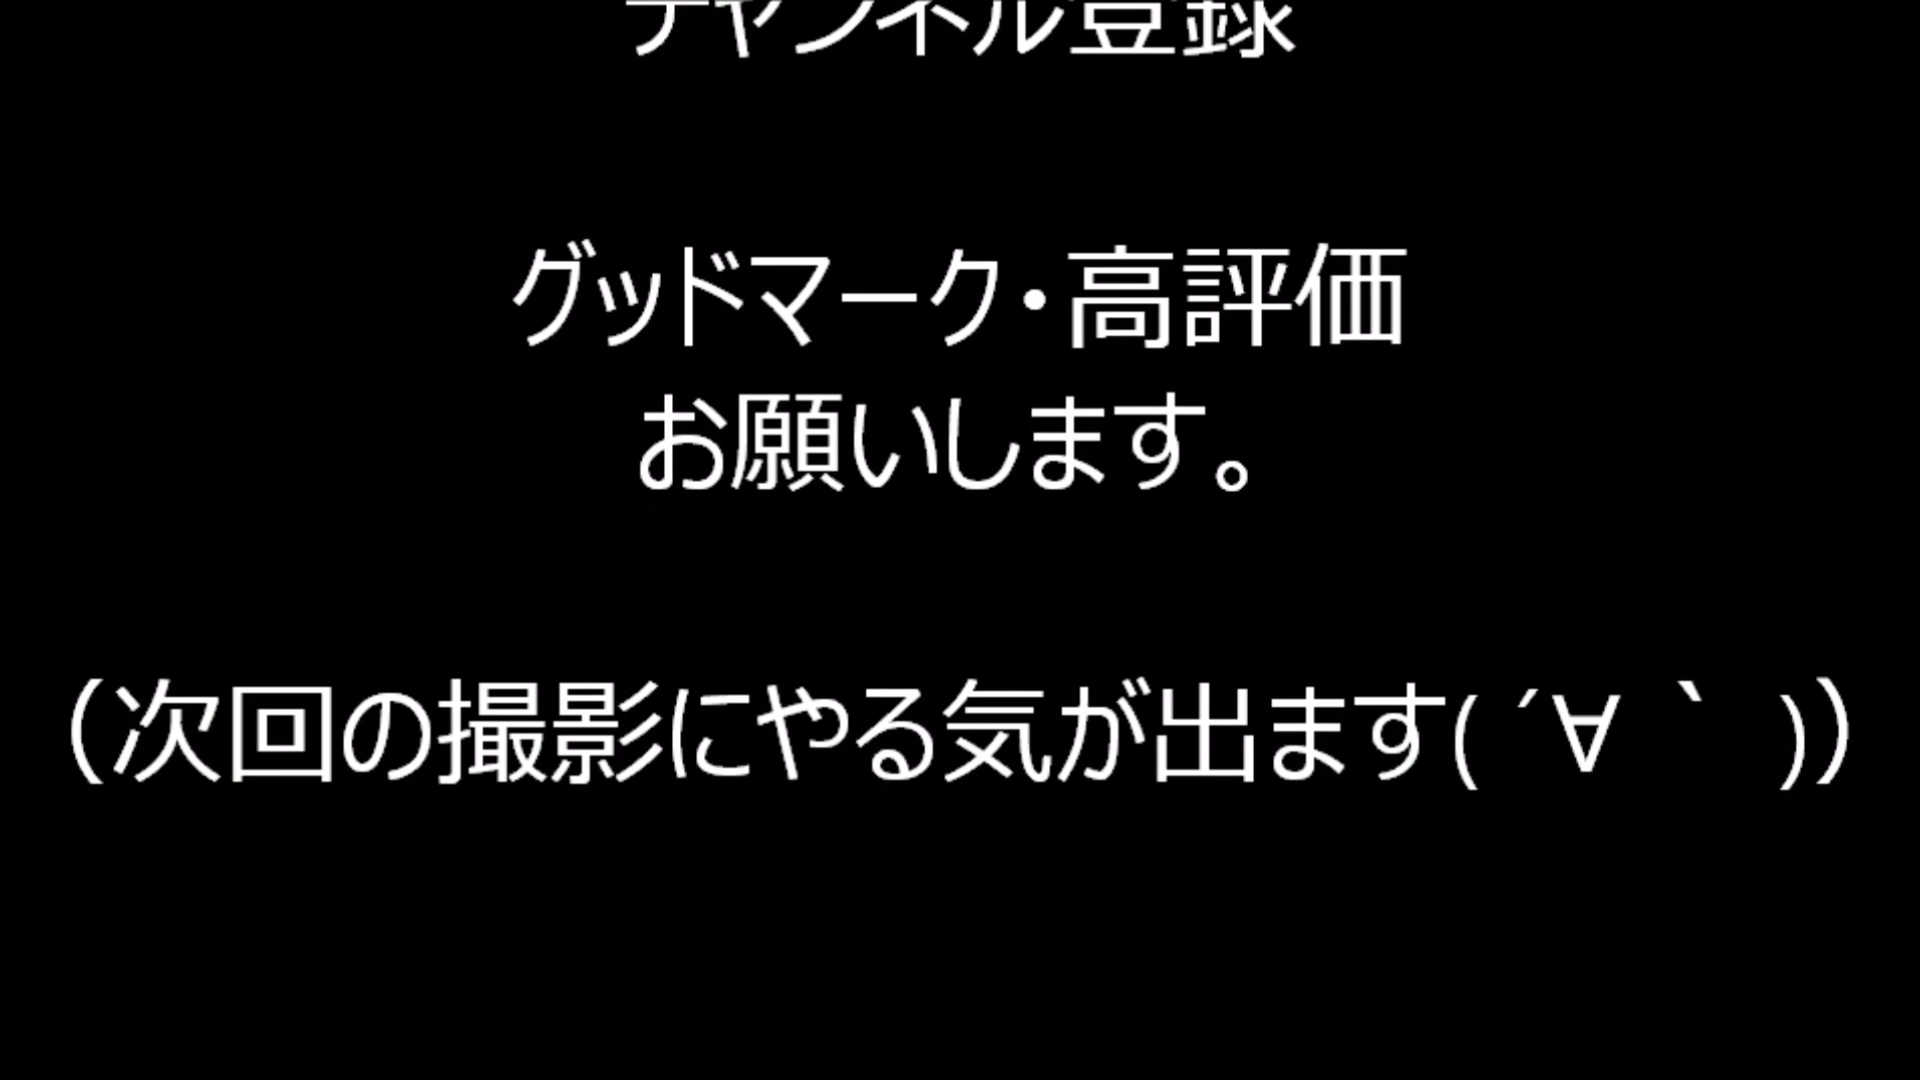 チャンネル登録
グッドマーク・高評価
お願いします。
（次回の撮影にやる気が出ます( ´∀｀ )）